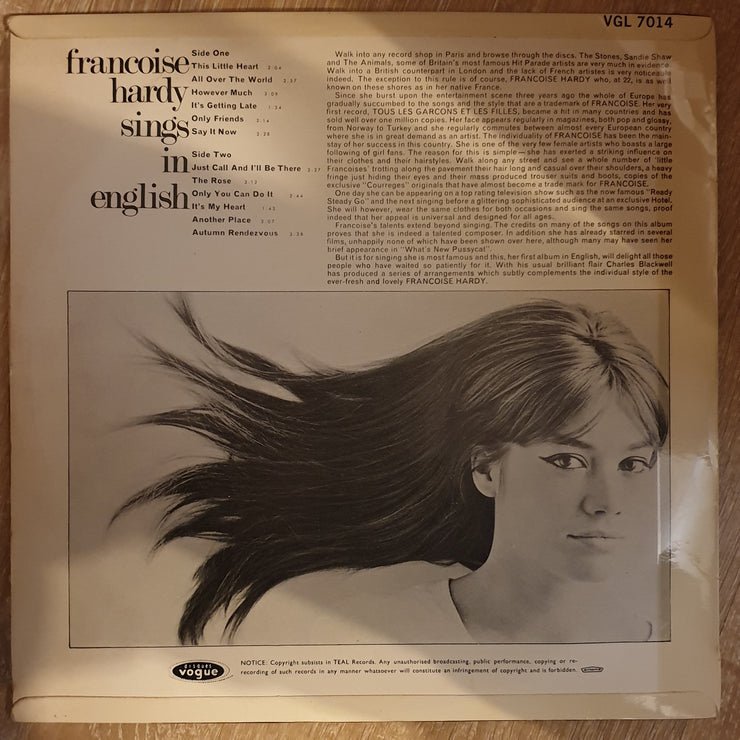 VGL 7014
francoise
hardy
sings
in
english
Side One
This Little Heart 2:04
All Over The World 2:37
However Much 2:09
It's Getting Late 1:34
Only Friends 2:14
Say It Now 2:28
Side Two
Just Call And I'll Be There 2:37
The Rose 2:12
Only You Can Do It 2:44
It's My Heart 1:42
Another Place 2:07
Autumn Rendezvous 3:36
Walk into any record shop in Paris and browse through the discs. The Stones, Sandie Shaw
and The Animals, some of Britain's most famous Hit Parade artists are very much in evidence.
Walk into a British counterpart in London and the lack of French artistes is very noticeable
indeed. The exception to this rule is of course, FRANCOISE HARDY who, at 22, is as well
known on these shores as in her native France.
Since she burst upon the entertainment scene three years ago the whole of Europe has
gradually succumbed to the songs and the style that are a trademark of FRANCOISE. Her very
first record, TOUS LES GARCONS ET LES FILLES, became a hit in many countries and has
sold well over one million copies. Her face appears regularly in magazines, both pop and glossy,
from Norway to Turkey and she regularly commutes between almost every European country
where she is in great demand as an artist. The individuality of FRANCOISE has been the main-
stay of her success in this country. She is one of the very few female artists who boasts a large
following of girl fans. The reason for this is simple—she has exerted a striking influence on
their clothes and their hairstyles. Walk along any street and see a whole number of 'little
Francoises' trotting along the pavement their hair long and casual over their shoulders, a heavy
fringe just hiding their eyes and their mass produced trouser suits and boots, copies of the
exclusive "Courreges" originals that have almost become a trade mark for FRANCOISE.
One day she can be appearing on a top rating television show such as the now famous "Ready
Steady Go" and the next singing before a glittering sophisticated audience at an exclusive Hotel.
She will however, wear the same clothes for both occasions and sing the same songs, proof
indeed that her appeal is universal and designed for all ages.
Francoise's talents extend beyond singing. The credits on many of the songs on this album
proves that she is indeed a talented composer. In addition she has already starred in several
films, unhappily none of which have been shown over here, although many may have seen her
brief appearance in "What's New Pussycat".
But it is for singing she is most famous and this, her first album in English, will delight all those
people who have waited so patiently for it. With his usual brilliant flair Charles Blackwell
has produced a series of arrangements which subtly complements the individual style of the
ever-fresh and lovely FRANCOISE HARDY.
disques
vogue
NOTICE: Copyright subsists in TEAL Records. Any unauthorised broadcasting, public performance, copying or re-
recording of such records in any manner whatsoever will constitute an infringement of copyright and is forbidden.